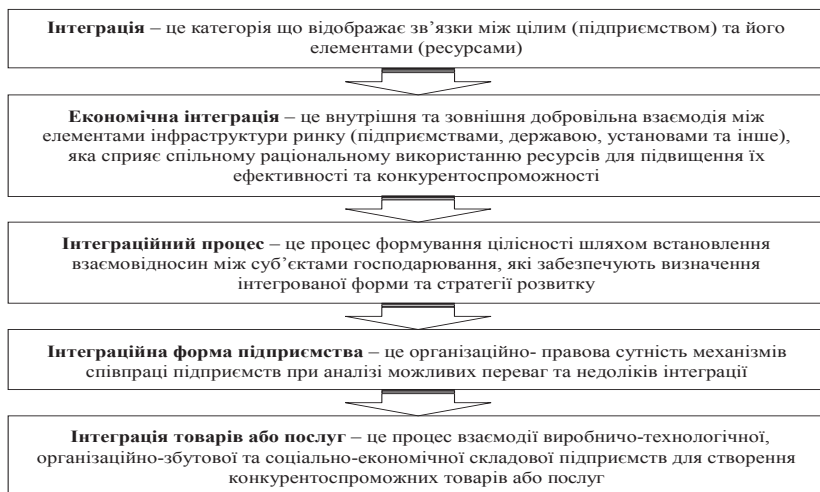 Інтеграція – це категорія що відображає зв’язки між цілим (підприємством) та його
елементами (ресурсами)
Економічна інтеграція – це внутрішня та зовнішня добровільна взаємодія між
елементами інфраструктури ринку (підприємствами, державою, установами та інше),
яка сприяє спільному раціональному використанню ресурсів для підвищення їх
ефективності та конкурентоспроможності
Інтеграційний процес – це процес формування цілісності шляхом встановлення
взаємовідносин між суб’єктами господарювання, які забезпечують визначення
інтегрованої форми та стратегії розвитку
Інтеграційна форма підприємства – це організаційно- правова сутність механізмів
співпраці підприємств при аналізі можливих переваг та недоліків інтеграції
Інтеграція товарів або послуг – це процес взаємодії виробничо-технологічної,
організаційно-збутової та соціально-економічної складової підприємств для створення
конкурентоспроможних товарів або послуг